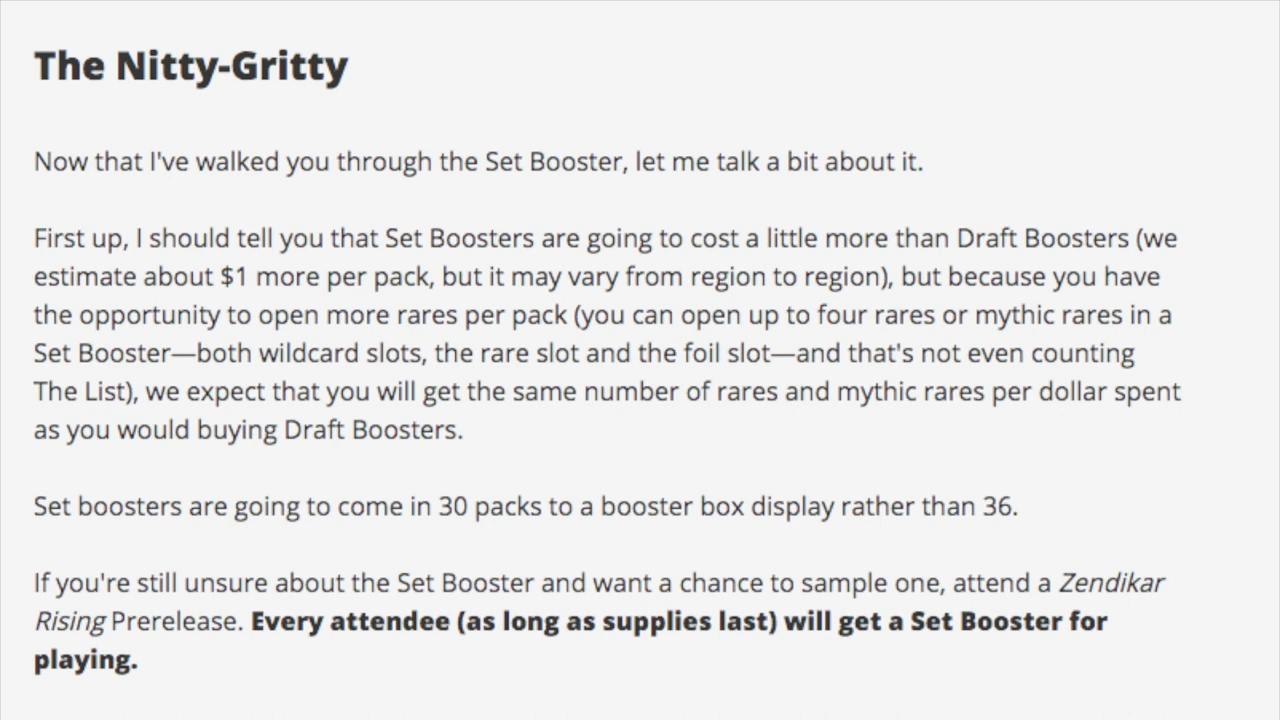 The Nitty-Gritty
Now that I've walked you through the Set Booster, let me talk a bit about it.
First up, I should tell you that Set Boosters are going to cost a little more than Draft Boosters (we
estimate about $1 more per pack, but it may vary from region to region), but because you have
the opportunity to open more rares per pack (you can open up to four rares or mythic rares in a
Set Booster—both wildcard slots, the rare slot and the foil slot—and that's not even counting
The List), we expect that you will get the same number of rares and mythic rares per dollar spent
as you would buying Draft Boosters.
Set boosters are going to come in 30 packs to a booster box display rather than 36.
If you're still unsure about the Set Booster and want a chance to sample one, attend a Zendikar
Rising Prerelease. Every attendee (as long as supplies last) will get a Set Booster for
playing.